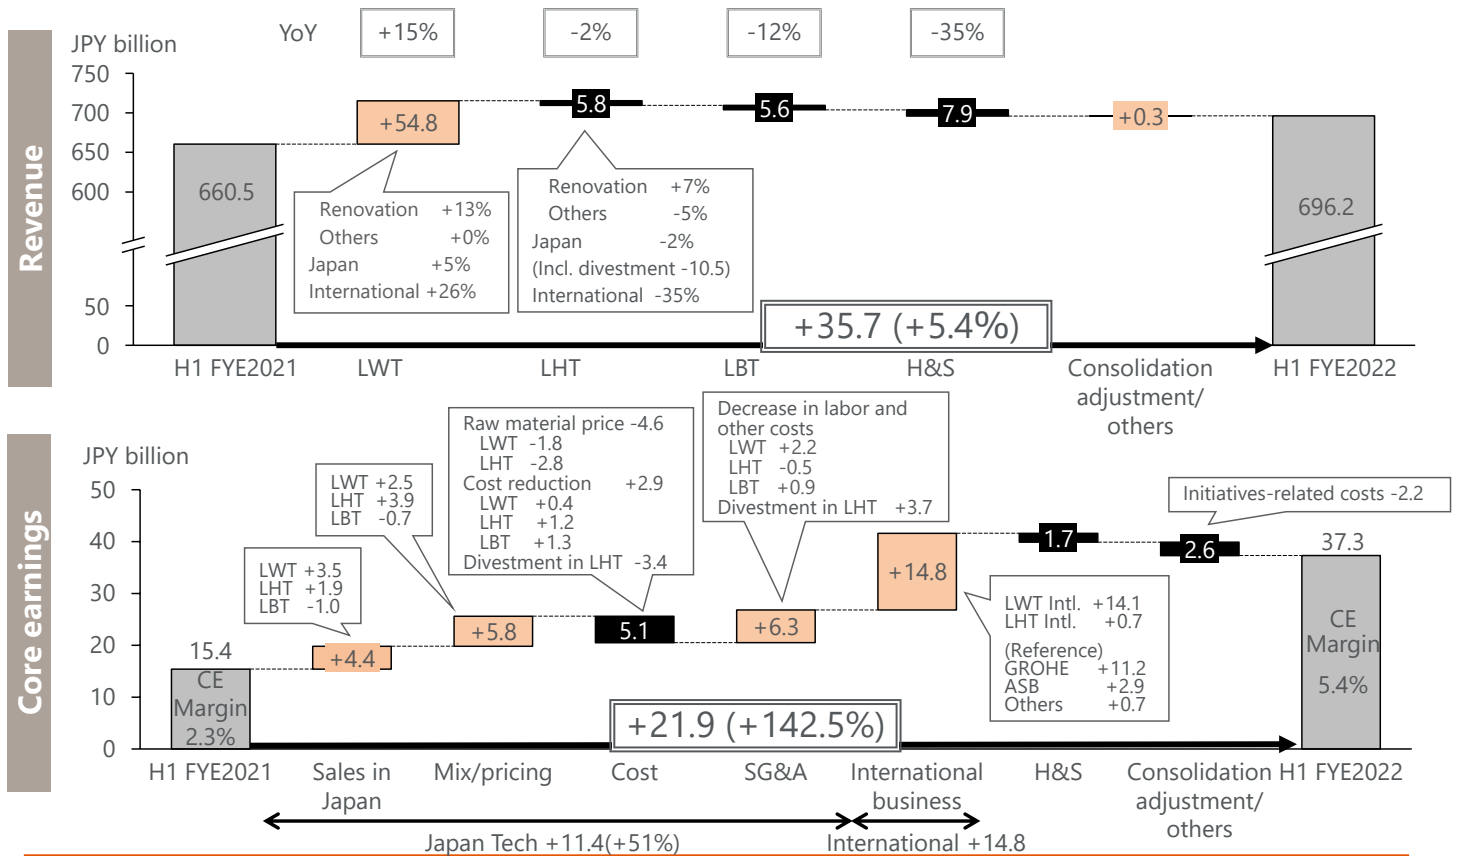 Revenue
JPY billion
YoY
+15%
-2%
-12%
-35%
750
700
650
600
50
0
660.5
+54.8
5.8
5.6
7.9
+0.3
696.2
Renovation +13%
Others +0%
Japan +5%
International +26%
Renovation +7%
Others -5%
Japan -2%
(Incl. divestment -10.5)
International -35%
+35.7 (+5.4%)
H1 FYE2021
LWT
LHT
LBT
H&S
Consolidation
adjustment/
others
H1 FYE2022
Core earnings
JPY billion
50
40
30
20
10
0
15.4
CE
Margin
2.3%
LWT +3.5
LHT +1.9
LBT -1.0
+4.4
LWT +2.5
LHT +3.9
LBT -0.7
+5.8
Raw material price -4.6
LWT -1.8
LHT -2.8
Cost reduction +2.9
LWT +0.4
LHT +1.2
LBT +1.3
Divestment in LHT -3.4
5.1
Decrease in labor and
other costs
LWT +2.2
LHT -0.5
LBT +0.9
Divestment in LHT +3.7
+6.3
+14.8
LWT Intl. +14.1
LHT Intl. +0.7
(Reference)
GROHE +11.2
ASB +2.9
Others +0.7
1.7
Initiatives-related costs -2.2
2.6
37.3
CE
Margin
5.4%
+21.9 (+142.5%)
H1 FYE2021
Sales in
Japan
Mix/pricing
Cost
SG&A
International
business
H&S
Consolidation
adjustment/
others
H1 FYE2022
Japan Tech +11.4(+51%)
International +14.8